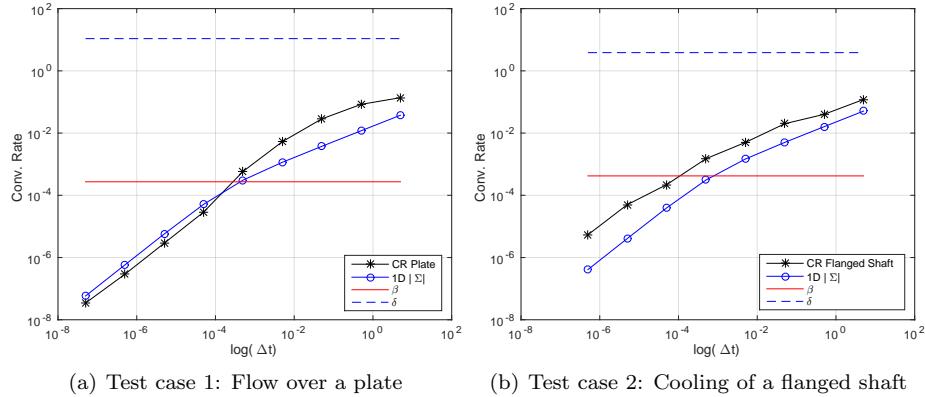 10^2
10^0
10^-2
10^-4
10^-6
10^-8
Conv. Rate
10^-8 10^-6 10^-4 10^-2 10^0 10^2
log( Δt)
CR Plate
1D | Σ|
β
δ
(a) Test case 1: Flow over a plate
10^2
10^0
10^-2
10^-4
10^-6
10^-8
Conv. Rate
10^-8 10^-6 10^-4 10^-2 10^0 10^2
log( Δt)
CR Flanged Shaft
1D | Σ|
β
δ
(b) Test case 2: Cooling of a flanged shaft